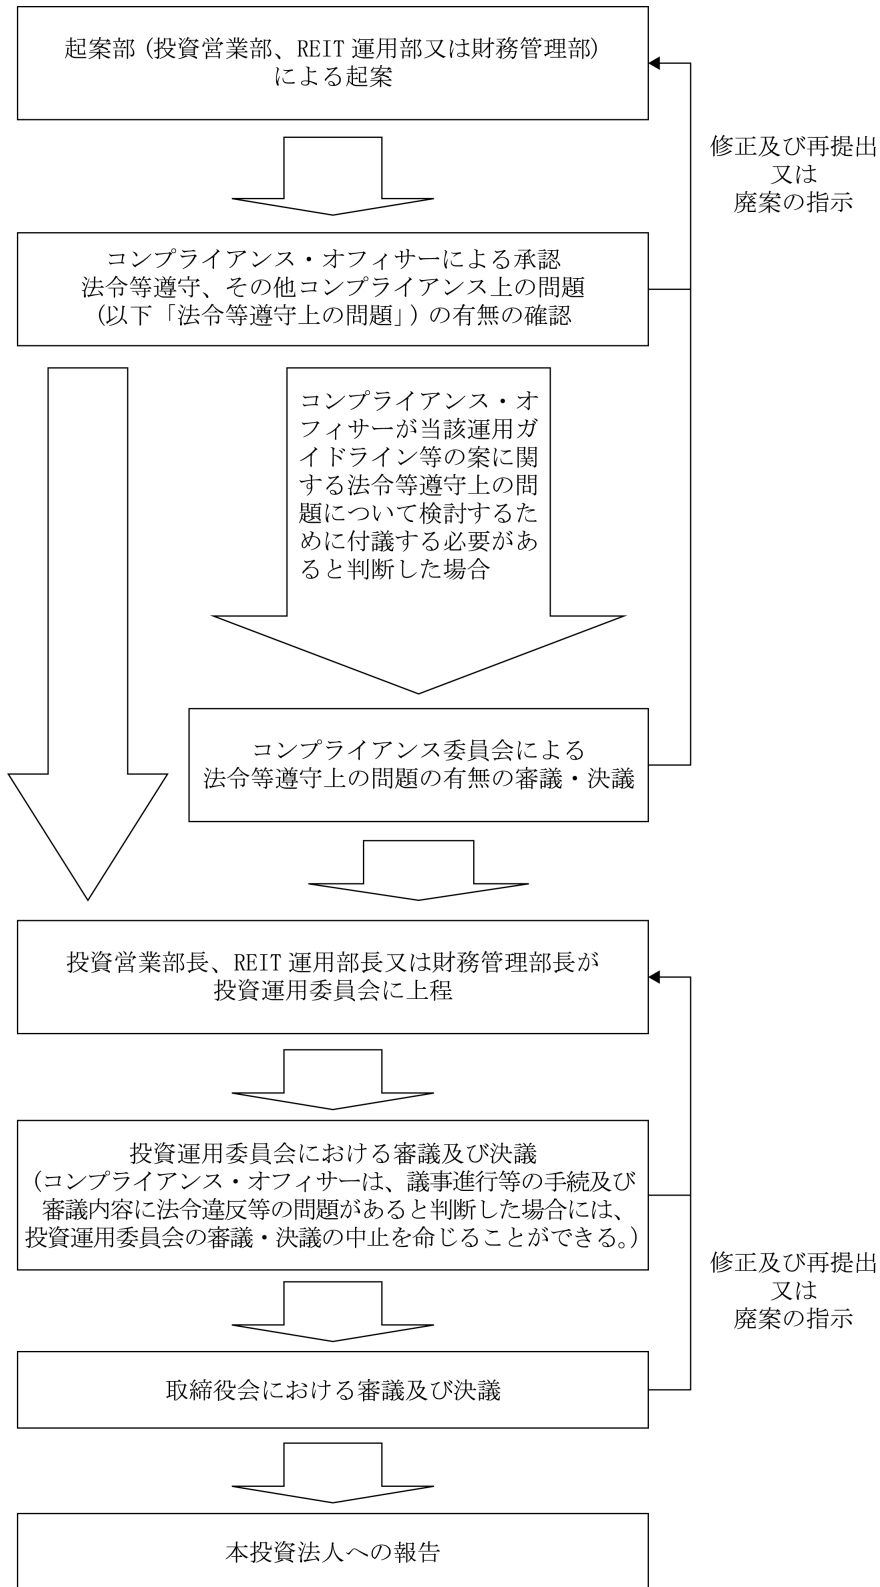 起案部（投資営業部、REIT 運用部又は財務管理部）
による起案
修正及び再提出
又は
廃案の指示
コンプライアンス・オフィサーによる承認
法令等遵守、その他コンプライアンス上の問題
（以下「法令等遵守上の問題」）の有無の確認
コンプライアンス・オ
フィサーが当該運用ガ
イドライン等の案に関
する法令等遵守上の問
題について検討するた
めに付議する必要があ
ると判断した場合
コンプライアンス委員会による
法令等遵守上の問題の有無の審議・決議
投資営業部長、REIT 運用部長又は財務管理部長が
投資運用委員会に上程
投資運用委員会における審議及び決議
（コンプライアンス・オフィサーは、議事進行等の手続及び
審議内容に法令違反等の問題があると判断した場合には、
投資運用委員会の審議・決議の中止を命じることができる。）
修正及び再提出
又は
廃案の指示
取締役会における審議及び決議
本投資法人への報告